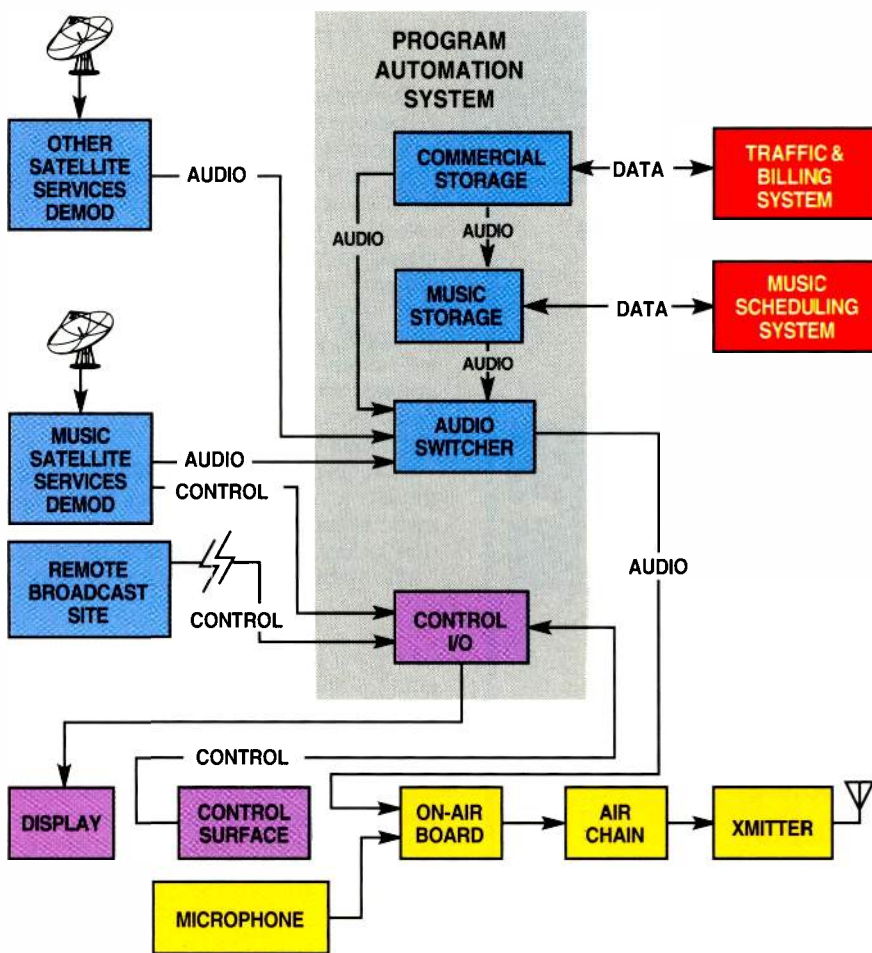 PROGRAM
AUTOMATION
SYSTEM
OTHER
SATELLITE
SERVICES
DEMOD
AUDIO
COMMERCIAL
STORAGE
DATA
TRAFFIC &
BILLING
SYSTEM
AUDIO
AUDIO
MUSIC
STORAGE
DATA
MUSIC
SCHEDULING
SYSTEM
AUDIO
MUSIC
SATELLITE
SERVICES
DEMOD
AUDIO
CONTROL
AUDIO
SWITCHER
AUDIO
REMOTE
BROADCAST
SITE
CONTROL
CONTROL
I/O
CONTROL
DISPLAY
CONTROL
SURFACE
ON-AIR
BOARD
AIR
CHAIN
XMITTER
MICROPHONE